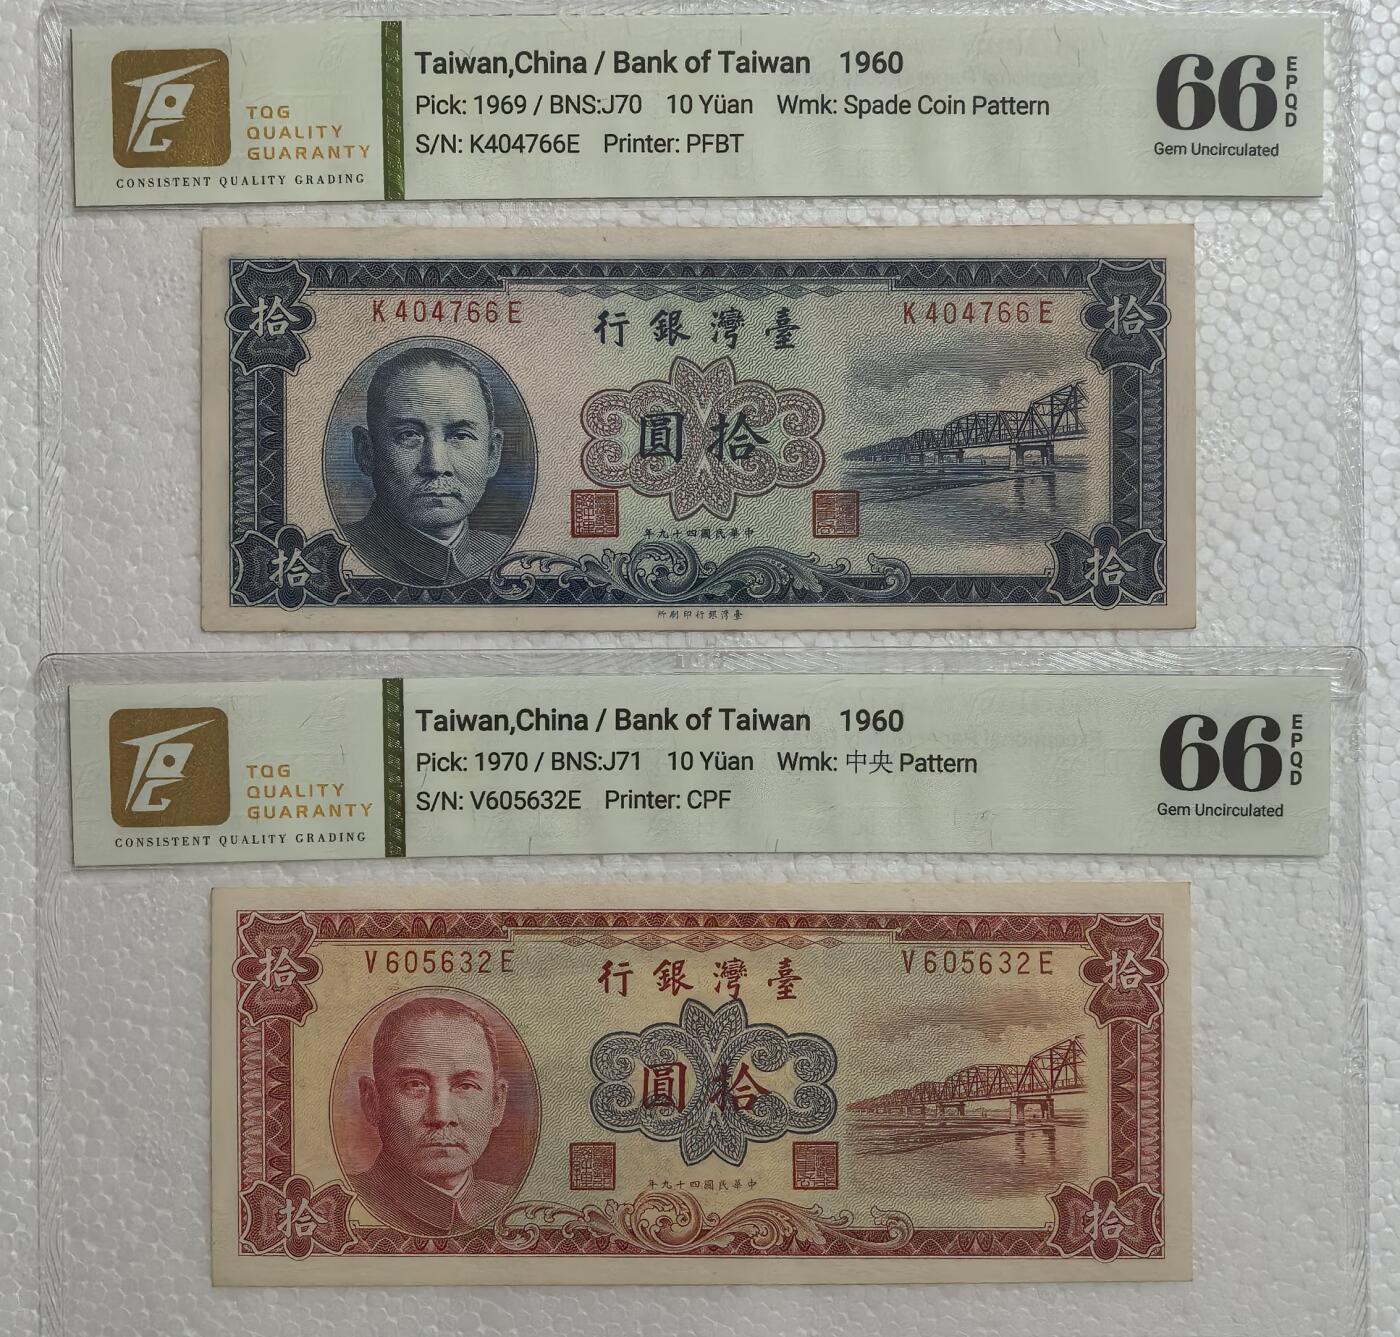 TQG
QUALITY
GUARANTY
CONSISTENT QUALITY GRADING
Taiwan,China / Bank of Taiwan 1960
Pick: 1969 / BNS:J70 10 Yüan Wmk: Spade Coin Pattern
S/N: K404766E Printer: PFBT
66 EPQD
Gem Uncirculated
拾 拾
K404766E K404766E
行銀灣臺
圓拾
年九十四國民華中
拾 拾
所刷印行銀灣臺
TQG
QUALITY
GUARANTY
CONSISTENT QUALITY GRADING
Taiwan,China / Bank of Taiwan 1960
Pick: 1970 / BNS:J71 10 Yüan Wmk: 中央 Pattern
S/N: V605632E Printer: CPF
66 EPQD
Gem Uncirculated
拾 拾
V605632E V605632E
行銀灣臺
圓拾
年九十四國民華中
拾 拾